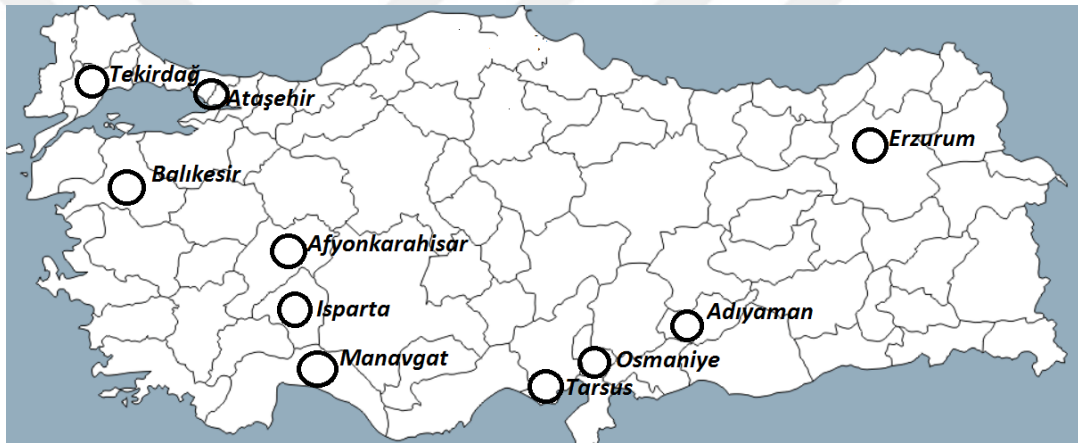 Tekirdağ
Ataşehir
Erzurum
Balıkesir
Afyonkarahisar
Isparta
Adıyaman
Manavgat
Osmaniye
Tarsus